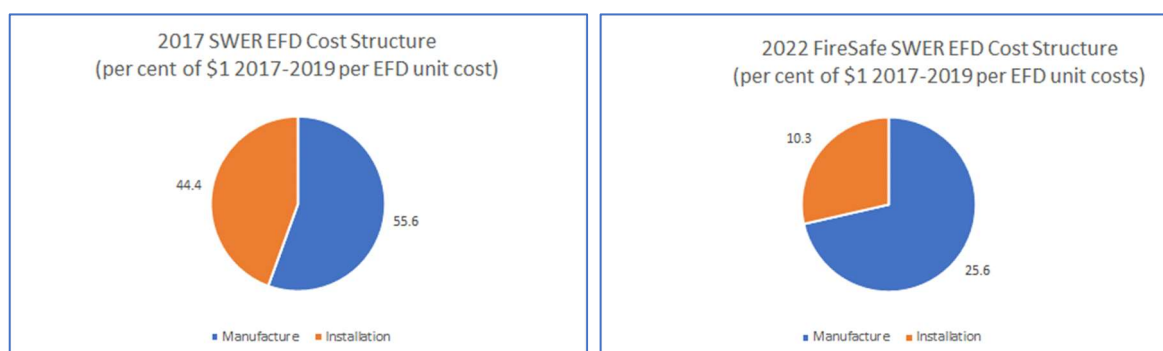 2017 SWER EFD Cost Structure
(per cent of $1 2017-2019 per EFD unit cost)
44.4
55.6
Manufacture
Installation
2022 FireSafe SWER EFD Cost Structure
(per cent of $1 2017-2019 per EFD unit costs)
10.3
25.6
Manufacture
Installation